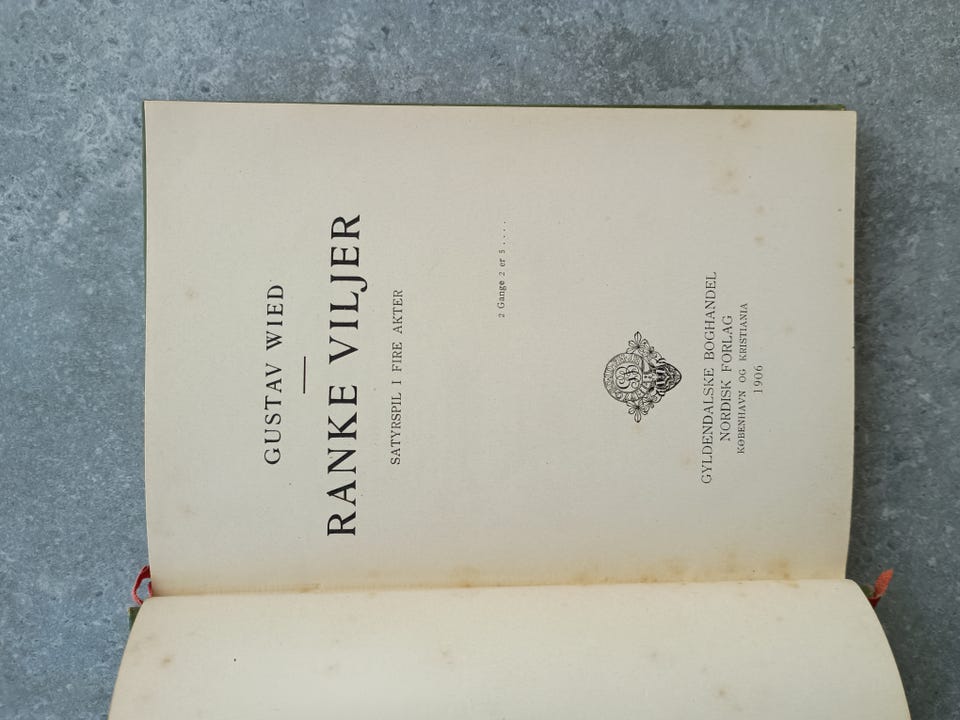 GUSTAV WIED
RANKE VILJER
SATYRSPIL I FIRE AKTER
2 Gange 2 er 5 . . . .
GB
GYLDENDALSKE BOGHANDEL
NORDISK FORLAG
KØBENHAVN OG KRISTIANIA
1906